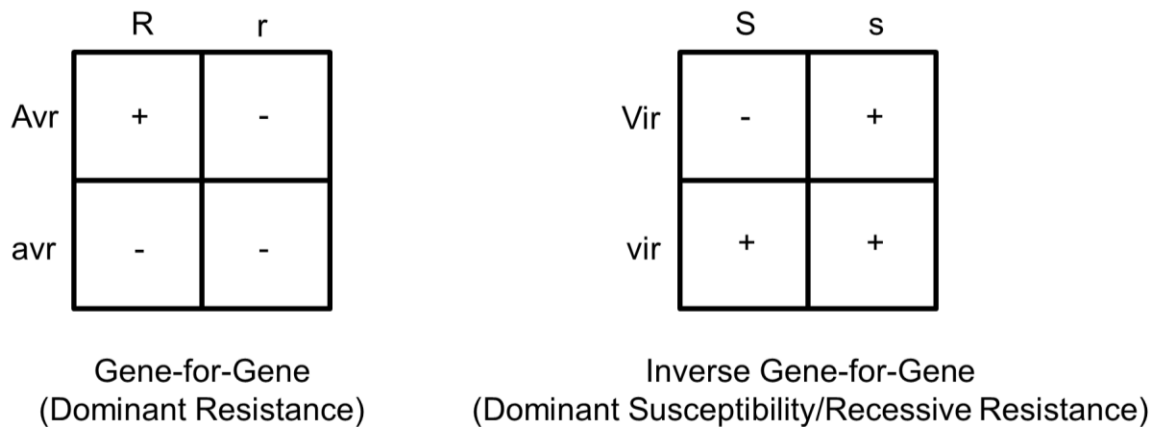 R r
Avr + -
avr - -
Gene-for-Gene
(Dominant Resistance)
S s
Vir - +
vir + +
Inverse Gene-for-Gene
(Dominant Susceptibility/Recessive Resistance)